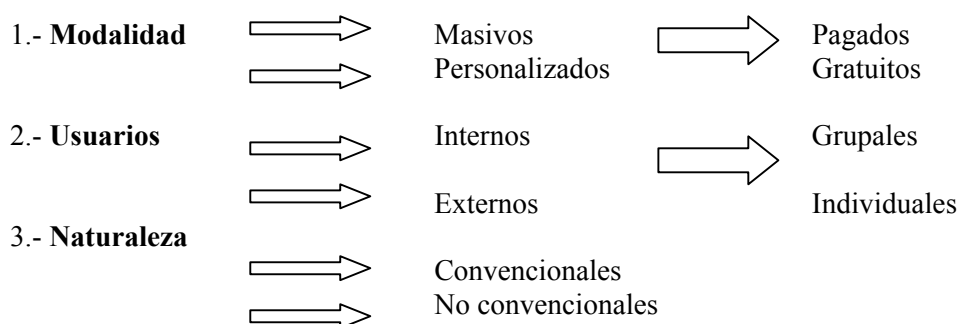 1.- Modalidad Masivos Pagados
Personalizados Gratuitos
2.- Usuarios Internos Grupales
Externos Individuales
3.- Naturaleza
Convencionales
No convencionales